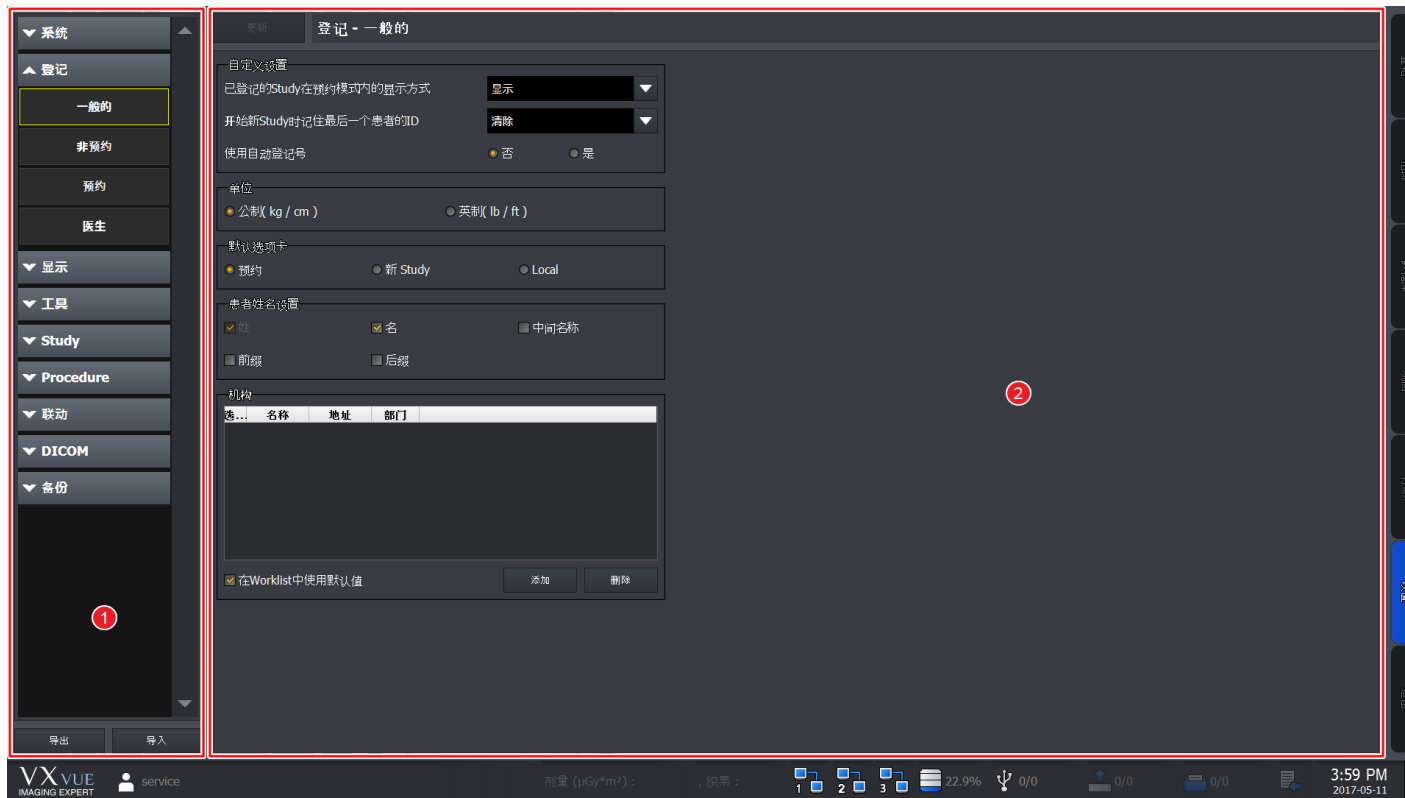 系统
登记
一般的
非预约
预约
医生
显示
工具
Study
Procedure
联动
DICOM
备份
1
导出
导入
更新
登记 - 一般的
自定义设置
已登记的Study在预约模式内的显示方式
显示
开始新Study时记住最后一个患者的ID
清除
使用自动登记号
否
是
单位
公制( kg / cm )
英制( lb / ft )
默认选项卡
预约
新 Study
Local
患者姓名设置
姓
名
中间名称
前缀
后缀
机构
选... 名称 地址 部门
在Worklist中使用默认值
添加
删除
2
VXVUE
IMAGING EXPERT
service
剂量 (μGy*m²) :
, 积累 :
1
2
3
22.9%
0/0
0/0
0/0
3:59 PM
2017-05-11